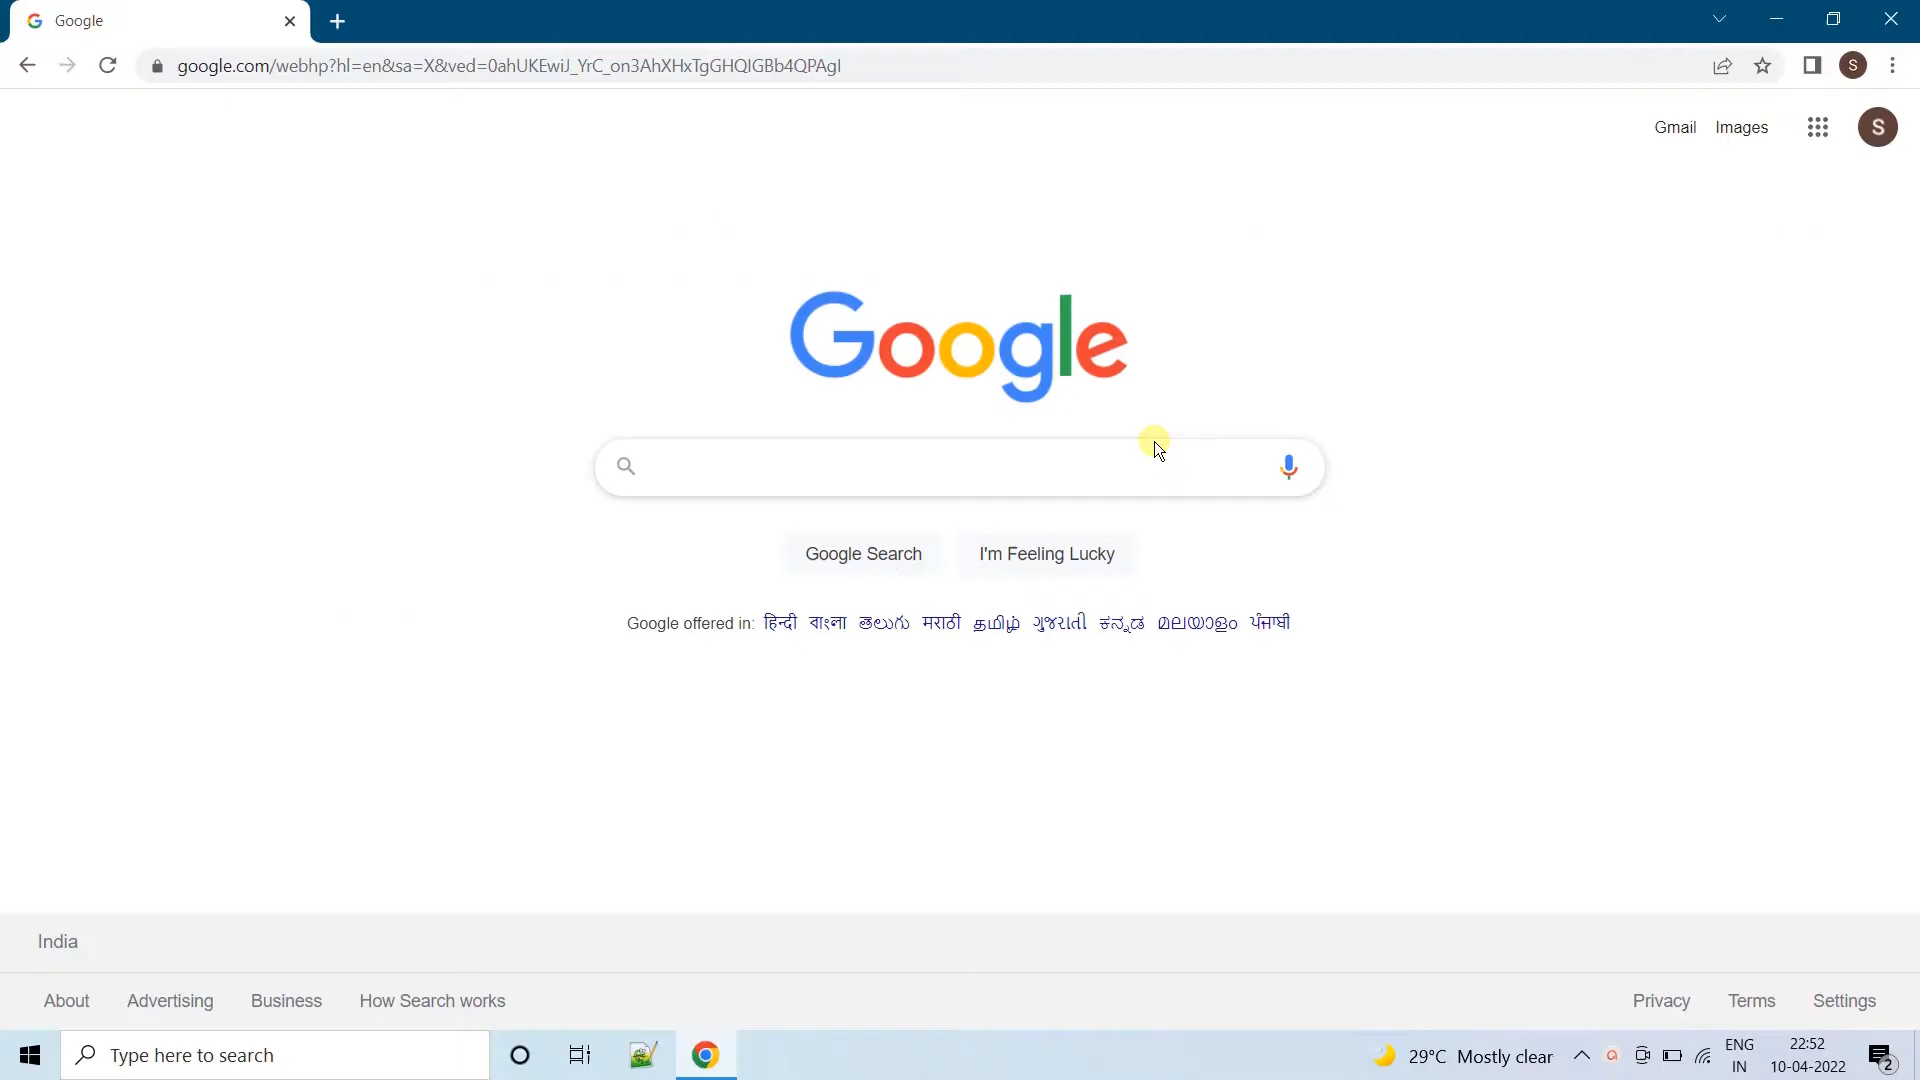 Google
google.com/webhp?hl=en&sa=X&ved=0ahUKEwiJ_YrC_on3AhXHxTgGHQIGBb4QPAgI
S
Gmail Images S
Google
Google Search I'm Feeling Lucky
Google offered in: हिन्दी বাংলা తెలుగు मराठी தமிழ் ગુજરાતી ಕನ್ನಡ മലയാളം ਪੰਜਾਬੀ
India
About Advertising Business How Search works Privacy Terms Settings
Type here to search 29°C Mostly clear ENG IN 22:52 10-04-2022 2